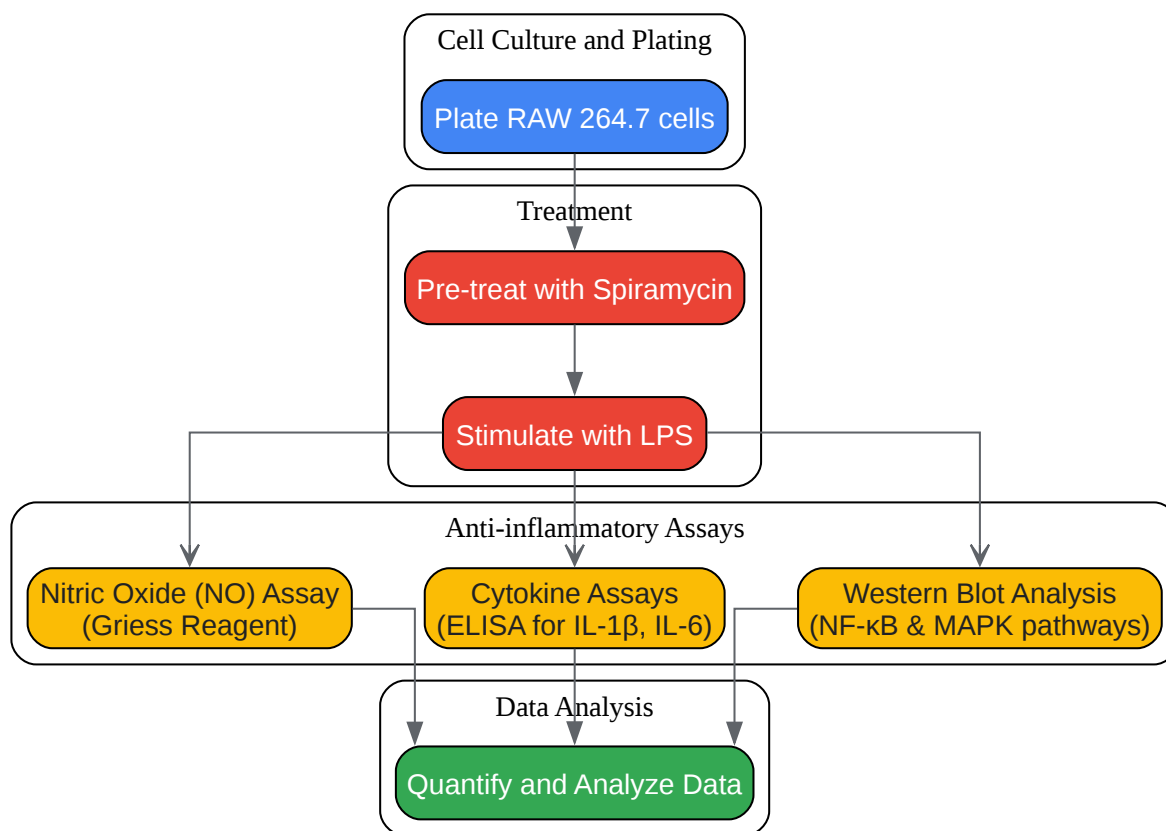 Cell Culture and Plating
Plate RAW 264.7 cells
Treatment
Pre-treat with Spiramycin
Stimulate with LPS
Anti-inflammatory Assays
Nitric Oxide (NO) Assay
(Griess Reagent)
Cytokine Assays
(ELISA for IL-1β, IL-6)
Western Blot Analysis
(NF-κB & MAPK pathways)
Data Analysis
Quantify and Analyze Data